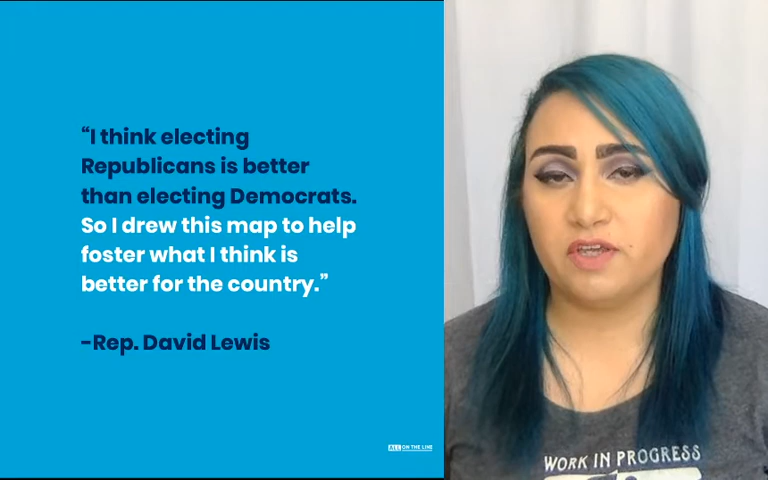 “I think electing
Republicans is better
than electing Democrats.
So I drew this map to help
foster what I think is
better for the country.”
-Rep. David Lewis
ALL ON THE LINE
WORK IN PROGRESS